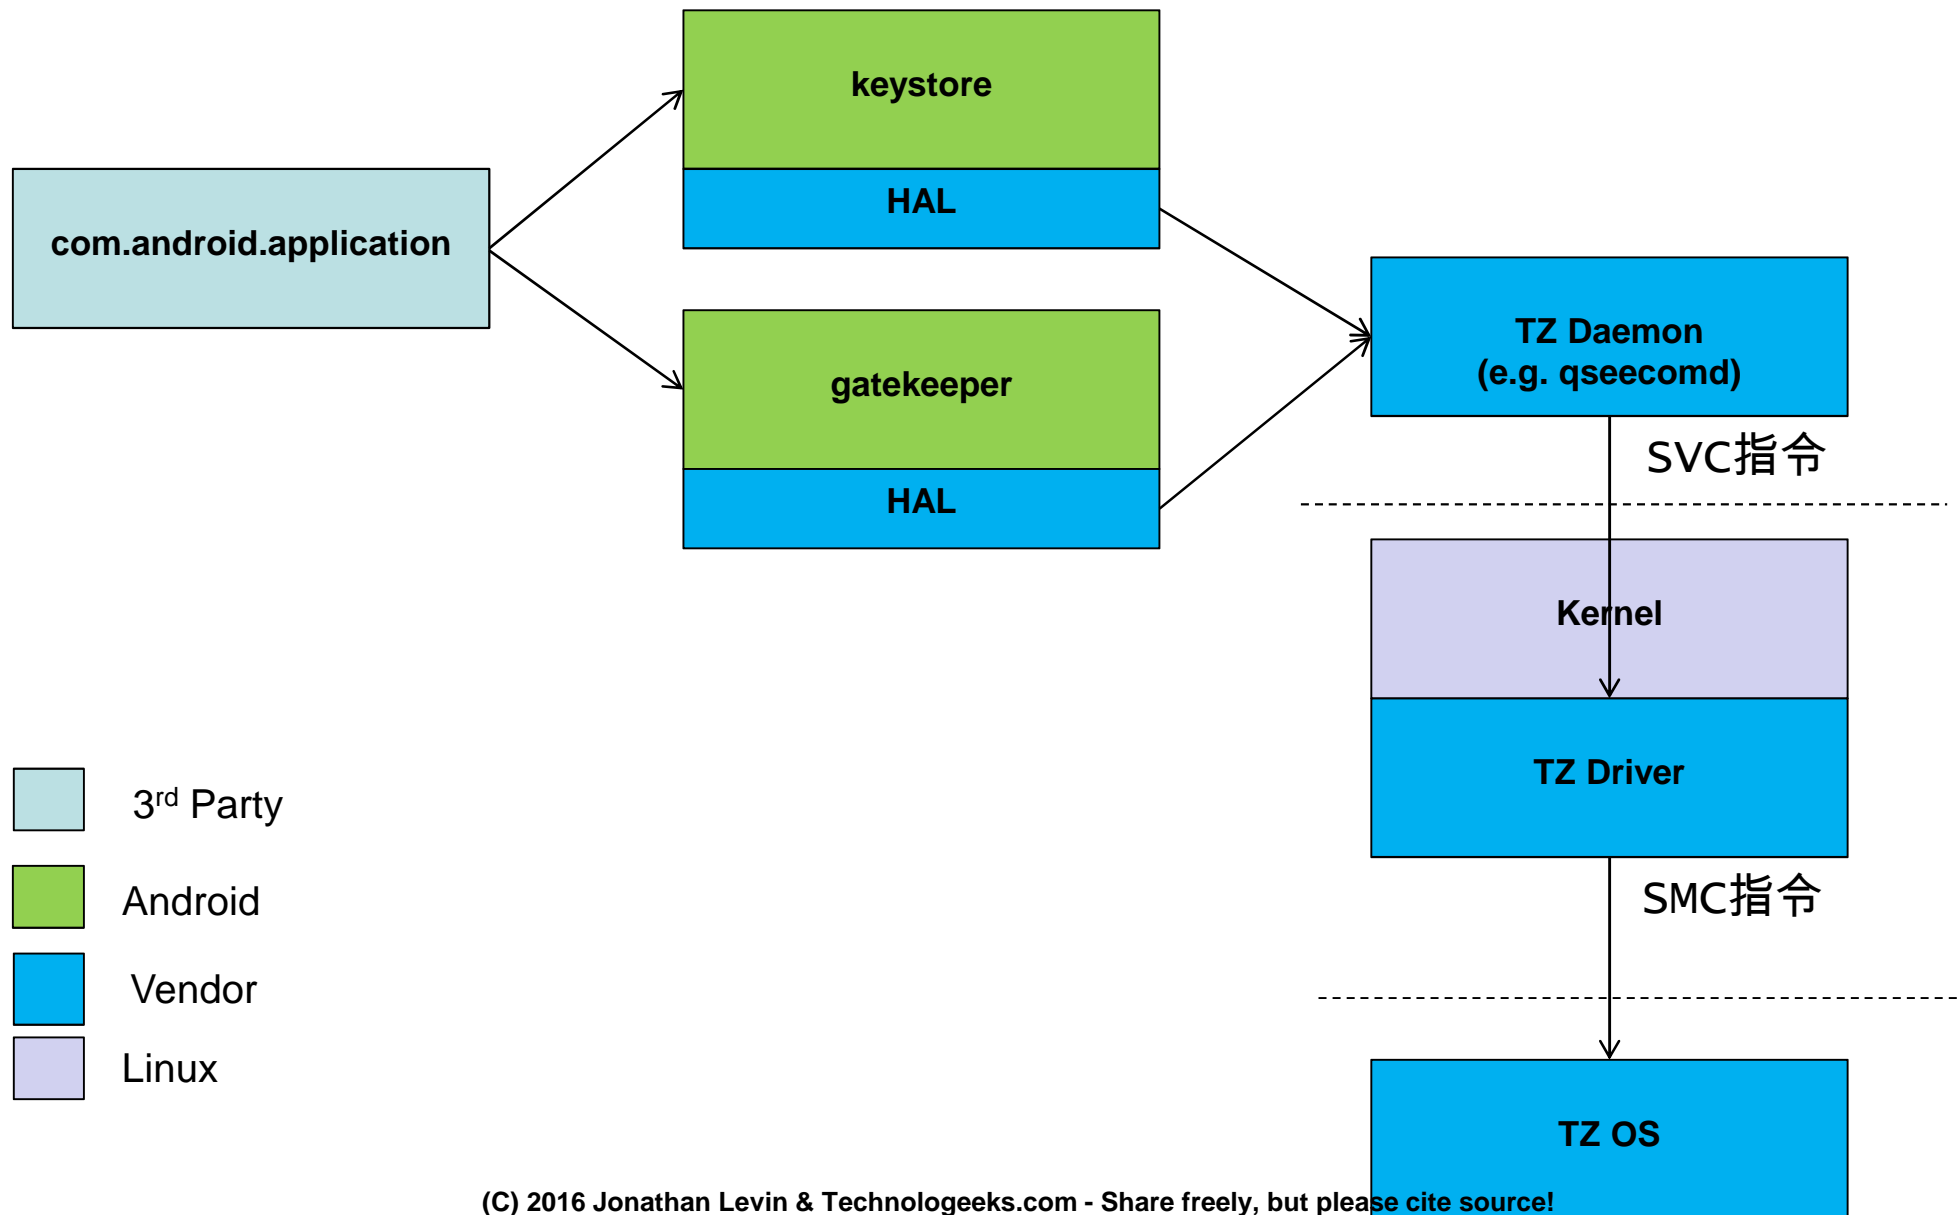 keystore
HAL
com.android.application
gatekeeper
HAL
TZ Daemon
(e.g. qseecomd)
SVC指令
Kernel
TZ Driver
SMC指令
TZ OS
3rd Party
Android
Vendor
Linux
(C) 2016 Jonathan Levin & Technologeeks.com - Share freely, but please cite source!